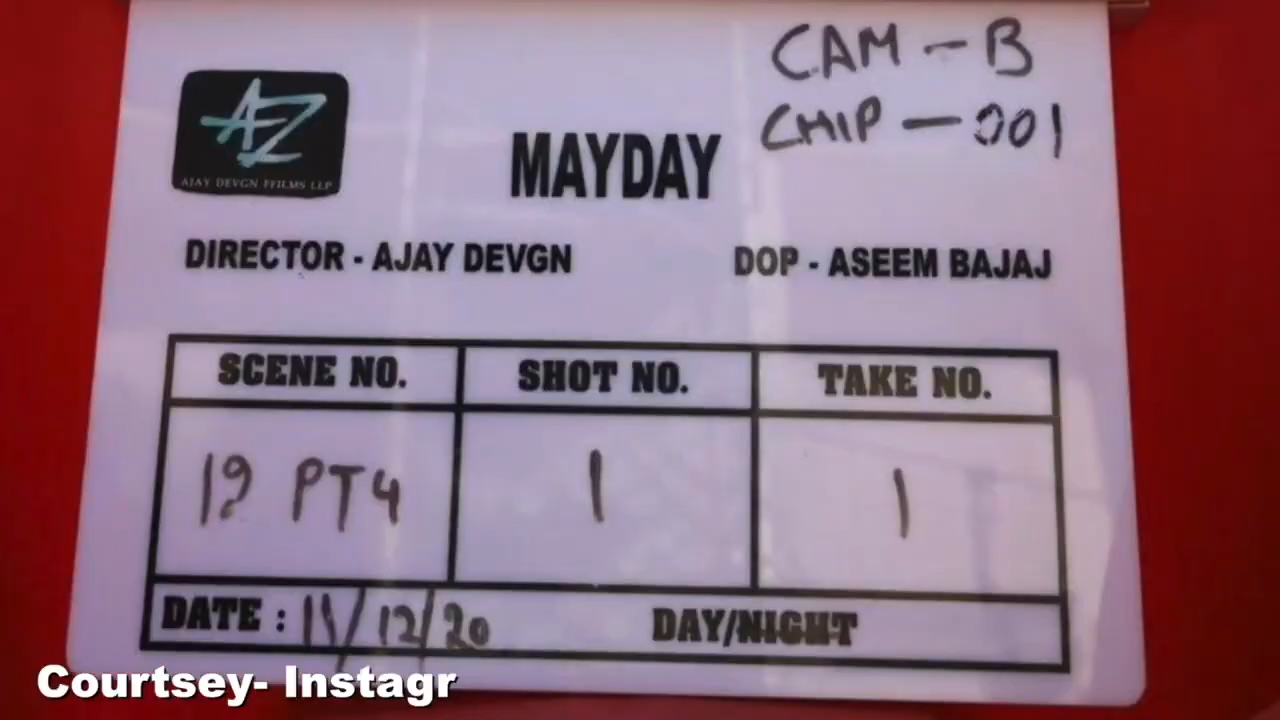 CAM - B
CHIP - 001
AJAY DEVGN FFILMS LLP
MAYDAY
DIRECTOR - AJAY DEVGN DOP - ASEEM BAJAJ
SCENE NO. SHOT NO. TAKE NO.
19 PT4 1 1
DATE : 11/12/20 DAY/NIGHT
Courtsey- Instagr